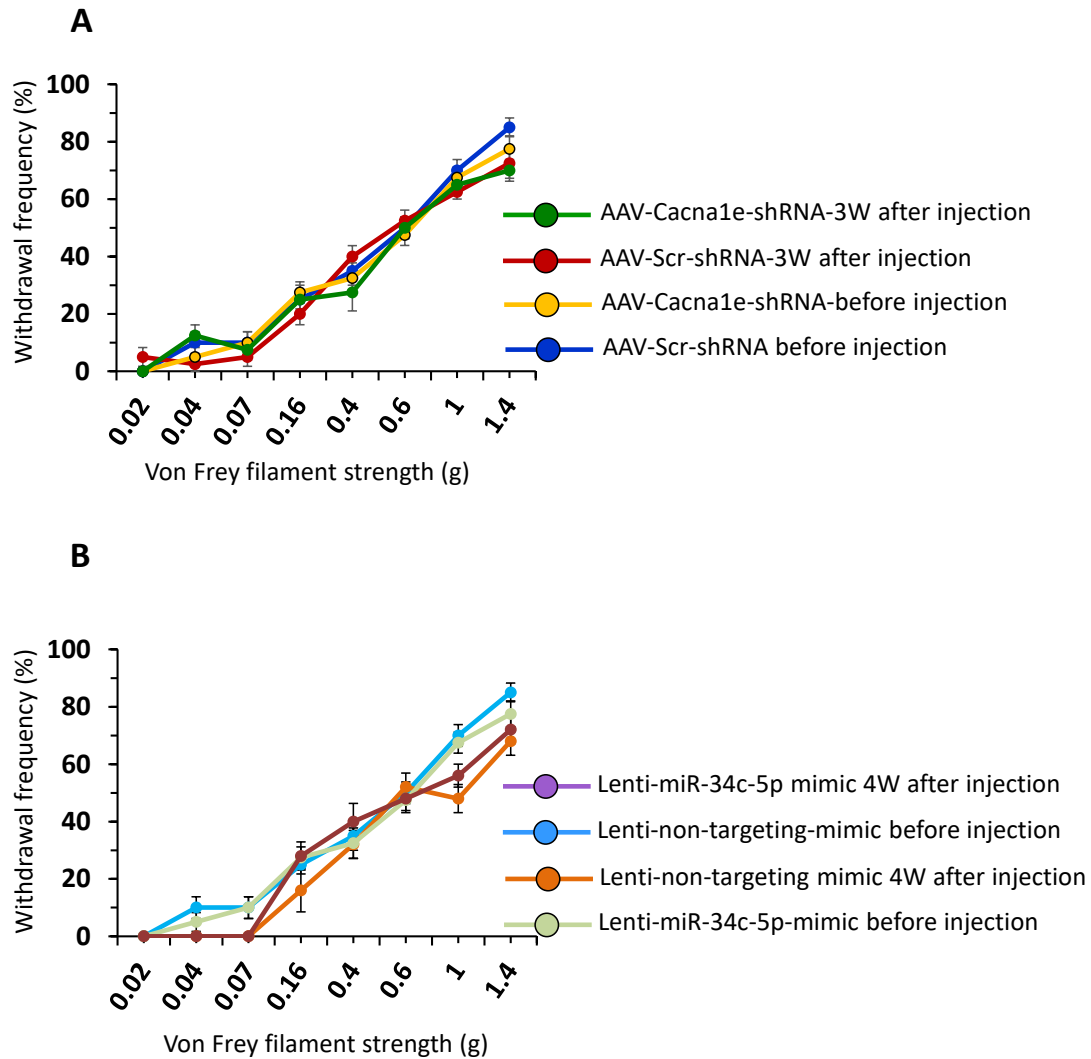 A
Withdrawal frequency (%)
100
80
60
40
20
0
0.02
0.04
0.07
0.16
0.4
0.6
1
1.4
Von Frey filament strength (g)
AAV-Cacna1e-shRNA-3W after injection
AAV-Scr-shRNA-3W after injection
AAV-Cacna1e-shRNA-before injection
AAV-Scr-shRNA before injection
B
Withdrawal frequency (%)
100
80
60
40
20
0
0.02
0.04
0.07
0.16
0.4
0.6
1
1.4
Von Frey filament strength (g)
Lenti-miR-34c-5p mimic 4W after injection
Lenti-non-targeting-mimic before injection
Lenti-non-targeting mimic 4W after injection
Lenti-miR-34c-5p-mimic before injection